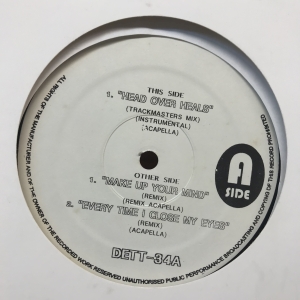 THIS SIDE
1. "HEAD OVER HEALS"
(TRACKMASTERS MIX)
(INSTRUMENTAL)
(ACAPELLA)
A
SIDE
OTHER SIDE
1. "MAKE UP YOUR MIND"
(REMIX)
(REMIX ACAPELLA)
2. "EVERY TIME I CLOSE MY EYES"
(REMIX)
(ACAPELLA)
DETT-34A
ALL RIGHTS OF THE MANUFACTURER AND OF THE OWNER OF THE RECORDED WORK RESERVED UNAUTHORISED PUBLIC PERFORMANCE BROADCASTING AND COPYING OF THIS RECORD PROHIBITED